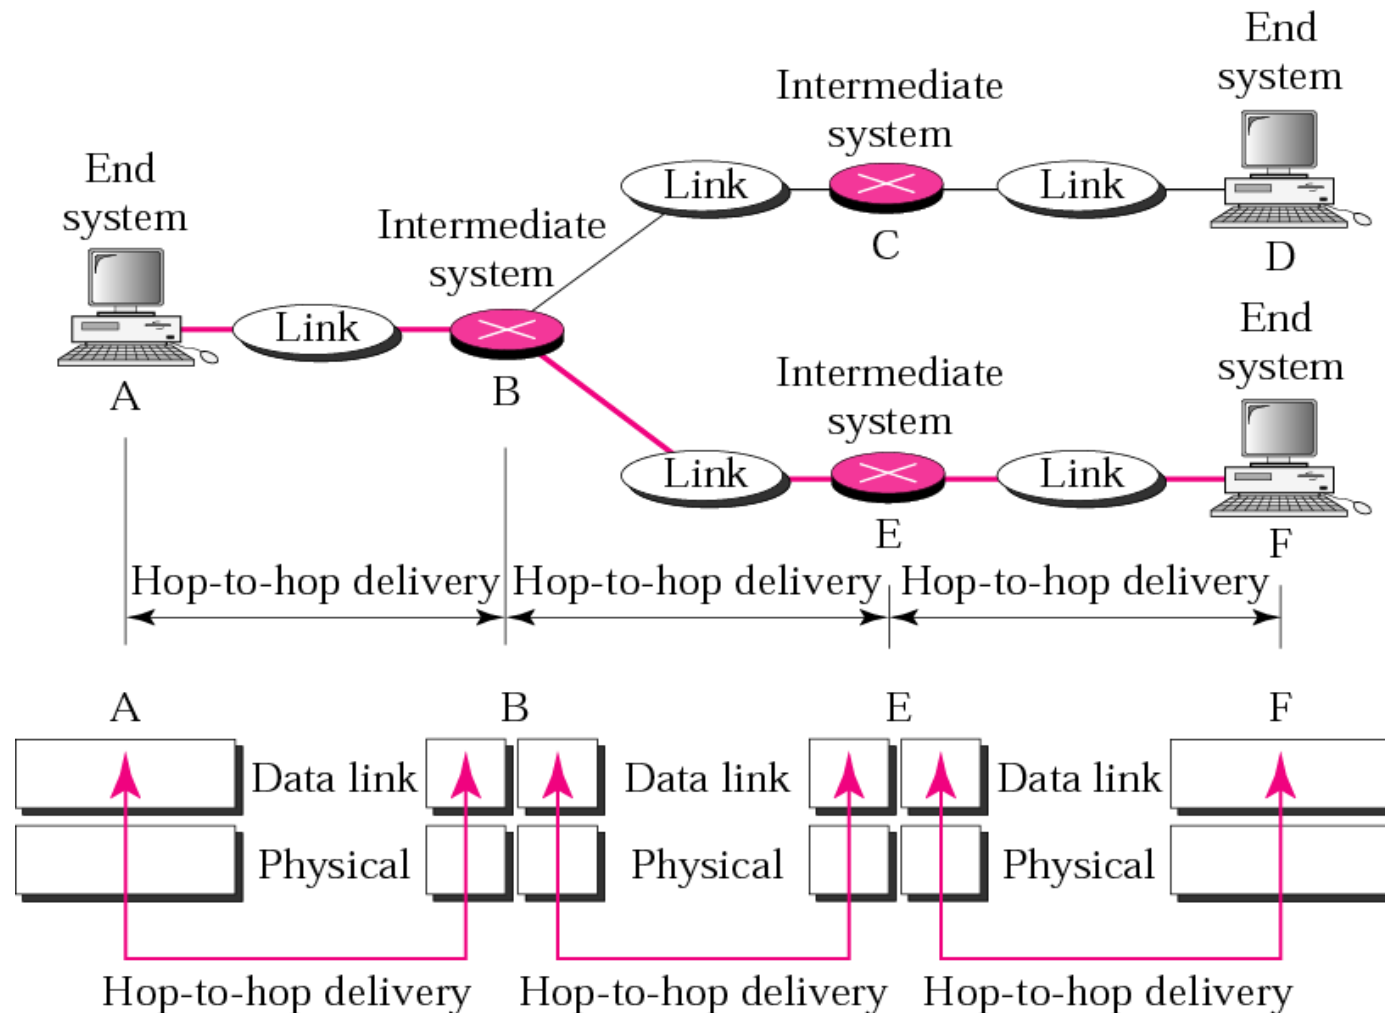 End
system
Intermediate
system
End
system
Link
Link
C
D
Intermediate
system
Link
A
B
End
system
Intermediate
system
Link
Link
E
F
Hop-to-hop delivery
Hop-to-hop delivery
Hop-to-hop delivery
A
B
E
F
Data link
Data link
Data link
Physical
Physical
Physical
Hop-to-hop delivery
Hop-to-hop delivery
Hop-to-hop delivery